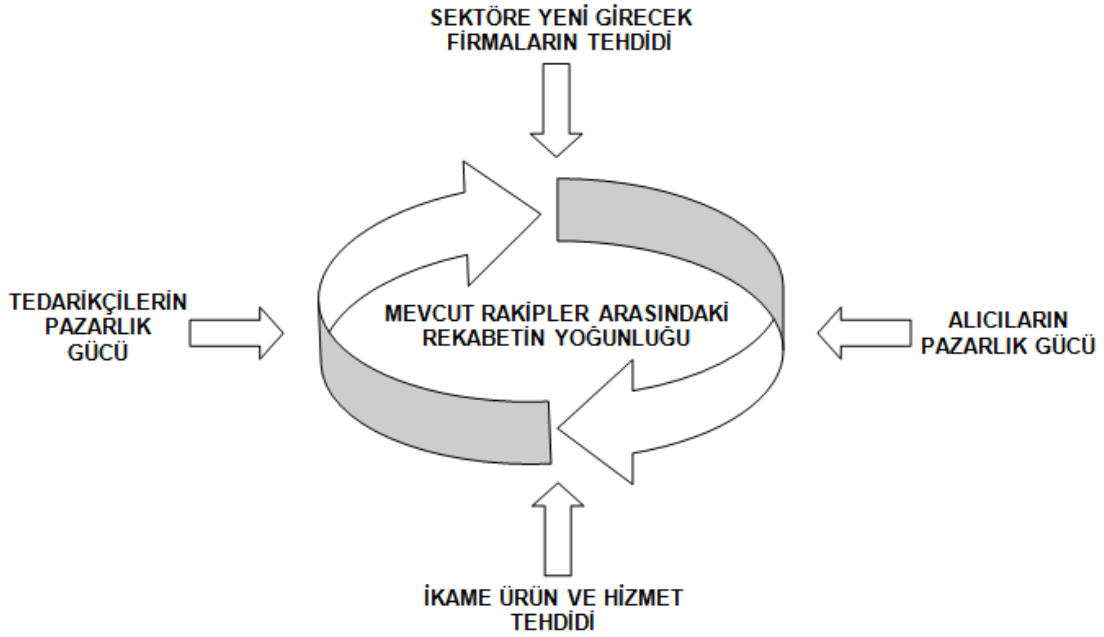 SEKTÖRE YENİ GİRECEK
FİRMALARIN TEHDİDİ
TEDARİKÇİLERİN
PAZARLIK
GÜCÜ
MEVCUT RAKİPLER ARASINDAKİ
REKABETİN YOĞUNLUĞU
ALICILARIN
PAZARLIK GÜCÜ
İKAME ÜRÜN VE HİZMET
TEHDİDİ